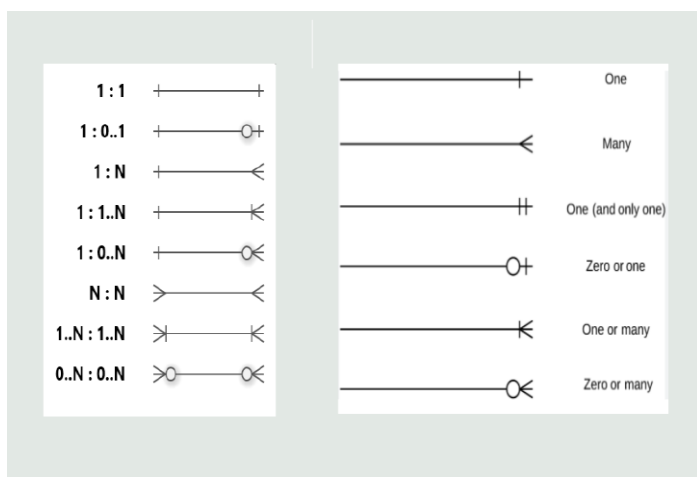 1 : 1
1 : 0..1
1 : N
1 : 1..N
1 : 0..N
N : N
1..N : 1..N
0..N : 0..N
One
Many
One (and only one)
Zero or one
One or many
Zero or many